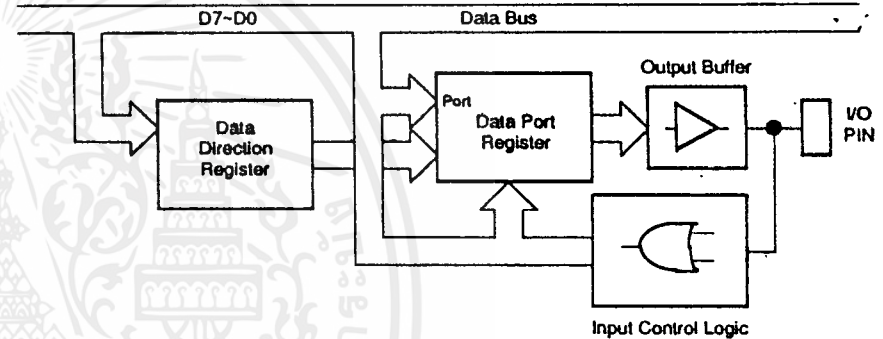 D7~D0
Data Bus
Output Buffer
Port
Data Port
Register
Data
Direction
Register
I/O
PIN
Input Control Logic